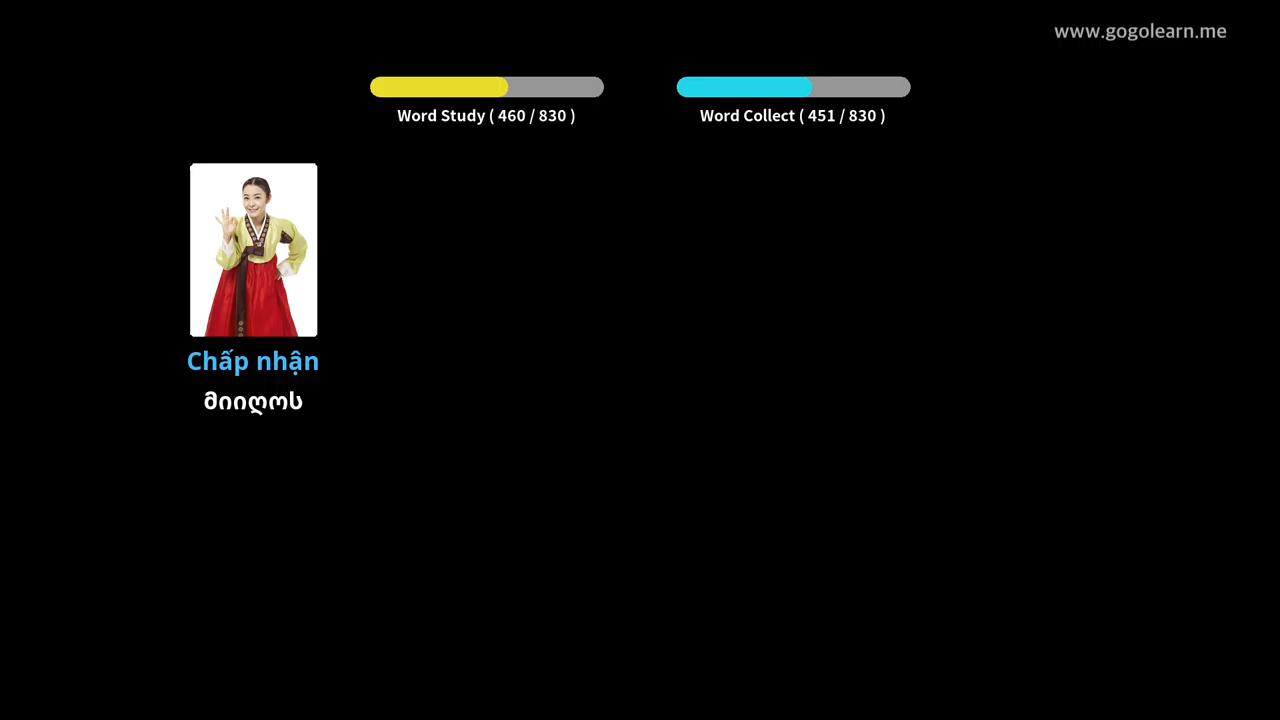 www.gogolearn.me
Word Study ( 460 / 830 )
Word Collect ( 451 / 830 )
Chấp nhận
მიიღოს